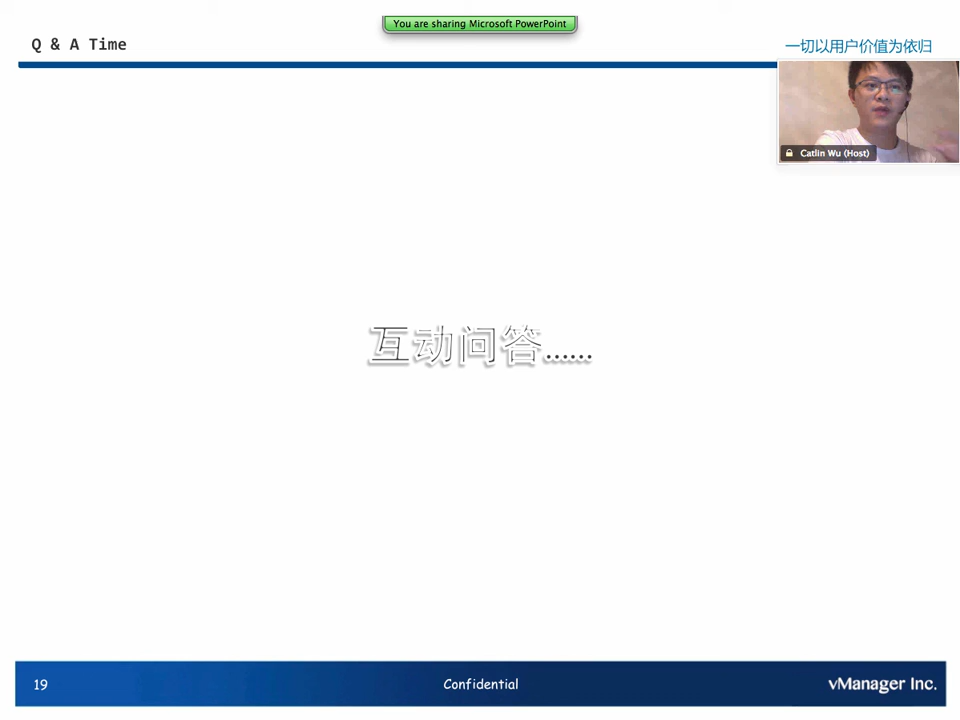 You are sharing Microsoft PowerPoint
Q & A Time
一切以用户价值为依归
Catlin Wu (Host)
互动问答......
19
Confidential
vManager Inc.